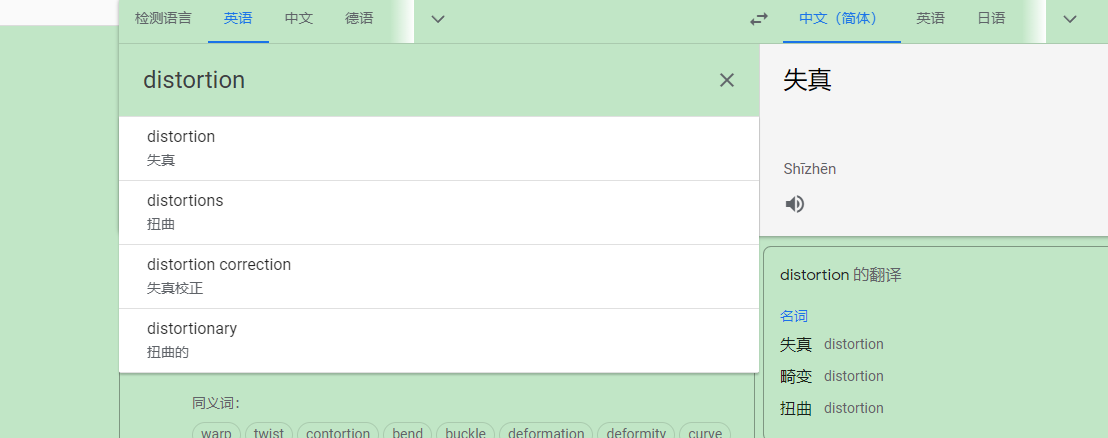 检测语言 英语 中文 德语
中文（简体） 英语 日语
distortion
失真
distortion
失真
distortions
扭曲
distortion correction
失真校正
distortionary
扭曲的
Shīzhēn
distortion 的翻译
名词
失真 distortion
畸变 distortion
扭曲 distortion
同义词：
warp twist contortion bend buckle deformation deformity curve